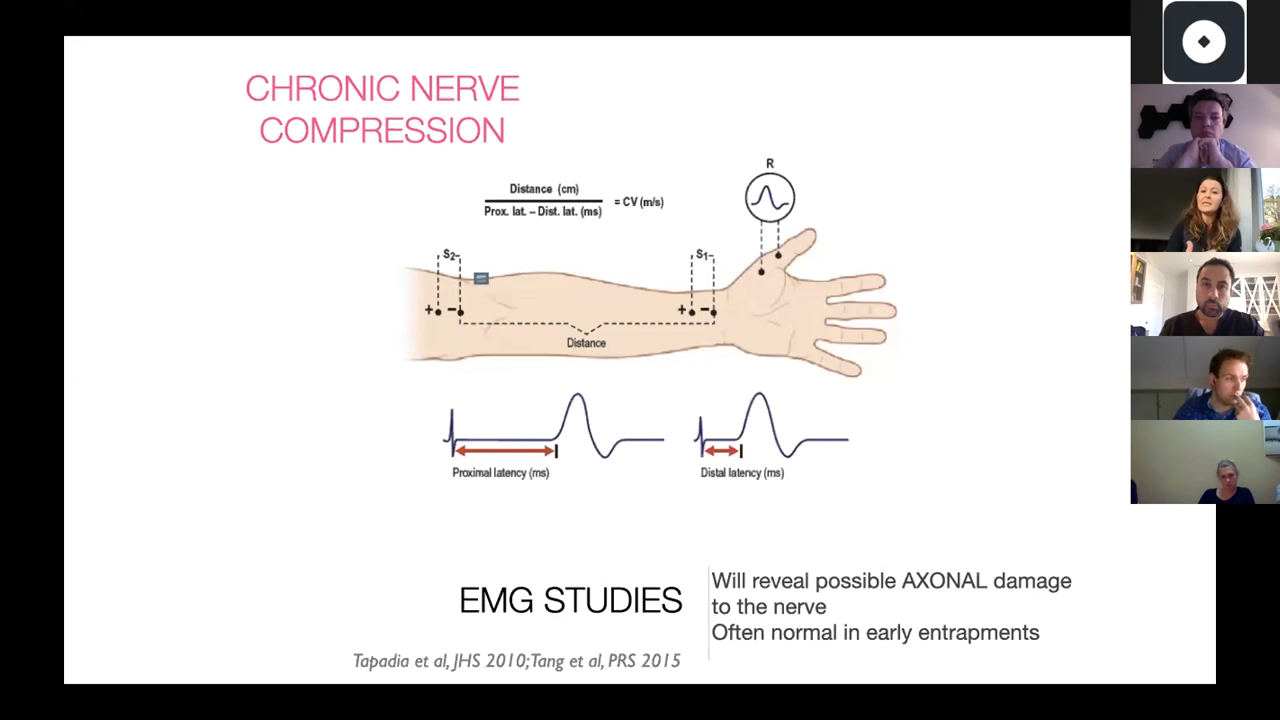 CHRONIC NERVE
COMPRESSION
R
Distance (cm)
Prox. lat. – Dist. lat. (ms)
= CV (m/s)
S2
S1
+ –
+ –
Distance
Proximal latency (ms)
Distal latency (ms)
EMG STUDIES
Will reveal possible AXONAL damage
to the nerve
Often normal in early entrapments
Tapadia et al, JHS 2010;Tang et al, PRS 2015